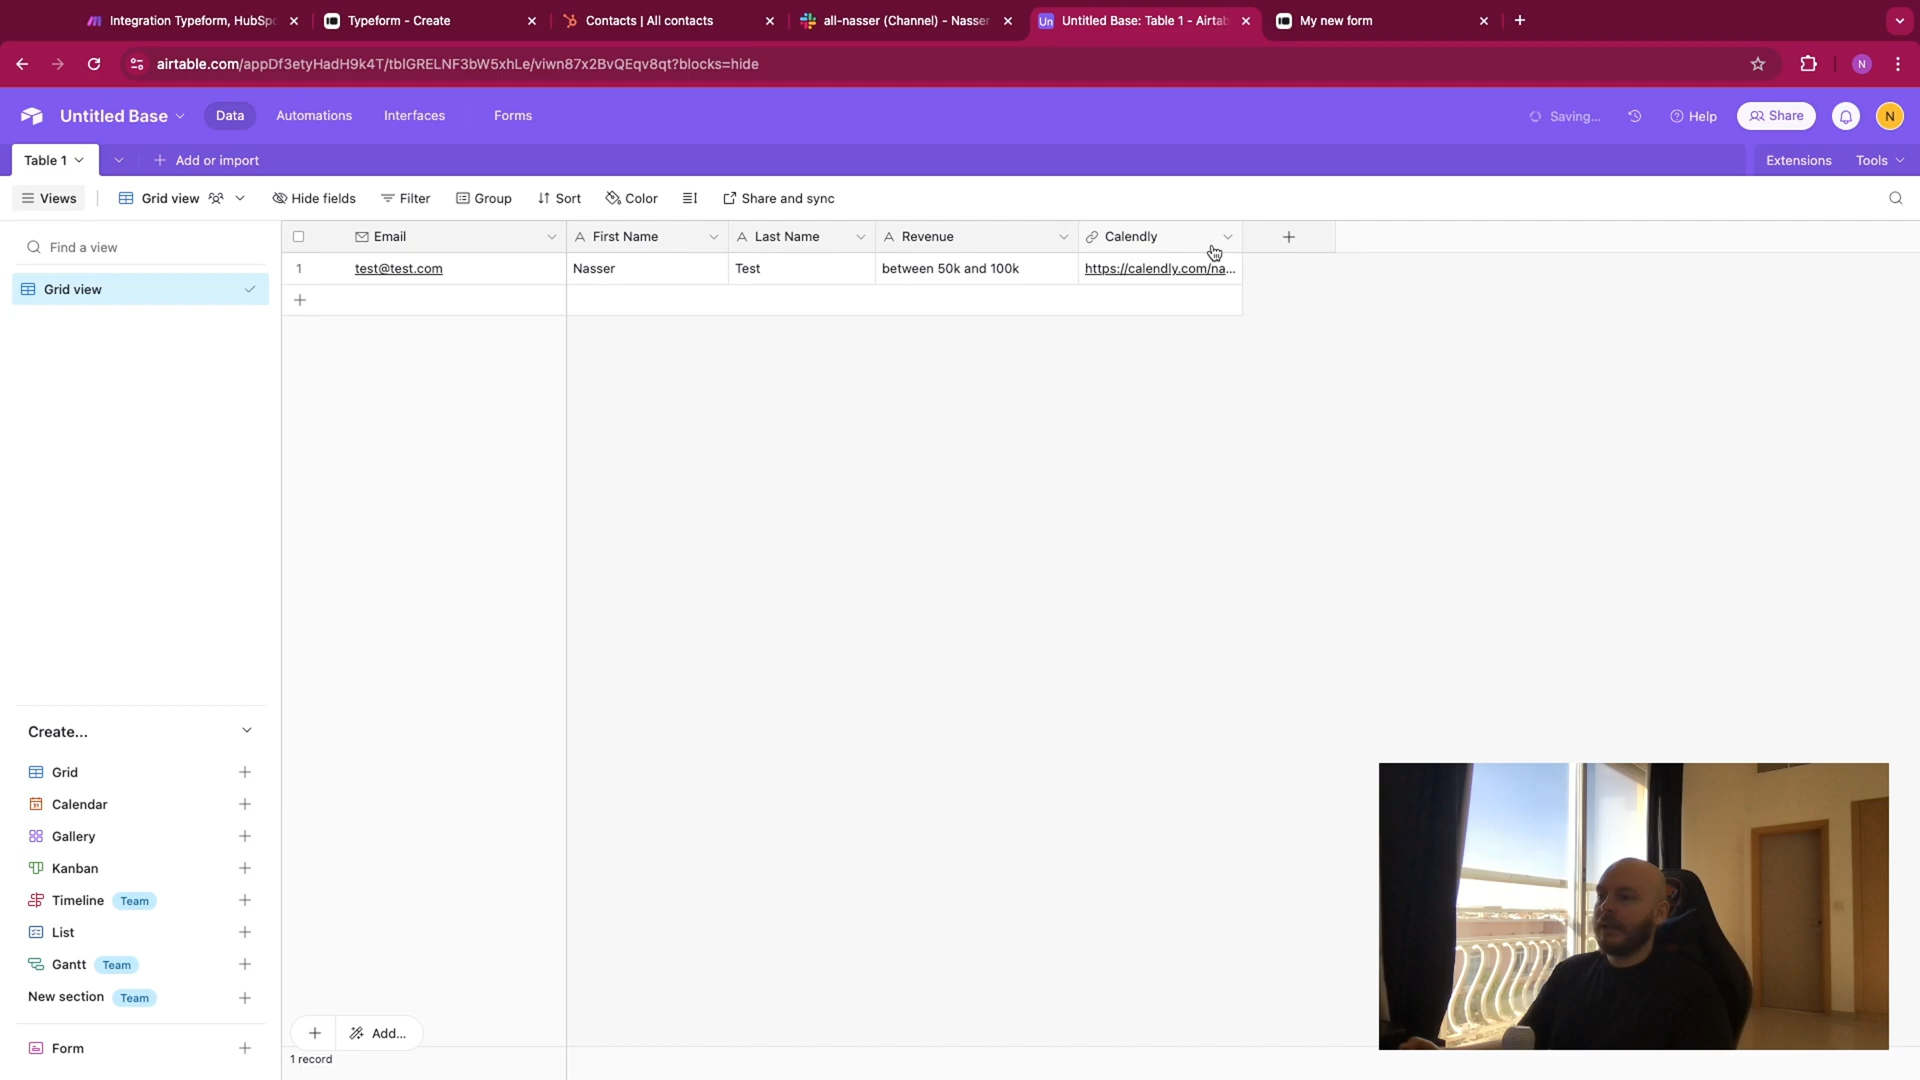 Integration Typeform, HubSpo
Typeform - Create
Contacts | All contacts
all-nasser (Channel) - Nasser
Un
Untitled Base: Table 1 - Airtab
My new form
airtable.com/appDf3etyHadH9k4T/tblGRELNF3bW5xhLe/viwn87x2BvQEqv8qt?blocks=hide
N
Untitled Base
Data
Automations
Interfaces
Forms
Saving...
Help
Share
N
Table 1
Add or import
Extensions
Tools
Views
Grid view
Hide fields
Filter
Group
Sort
Color
Share and sync
Find a view
Email
First Name
Last Name
Revenue
Calendly
1
test@test.com
Nasser
Test
between 50k and 100k
https://calendly.com/na...
Grid view
Create...
Grid
Calendar
Gallery
Kanban
Timeline Team
List
Gantt Team
New section Team
Form
Add...
1 record